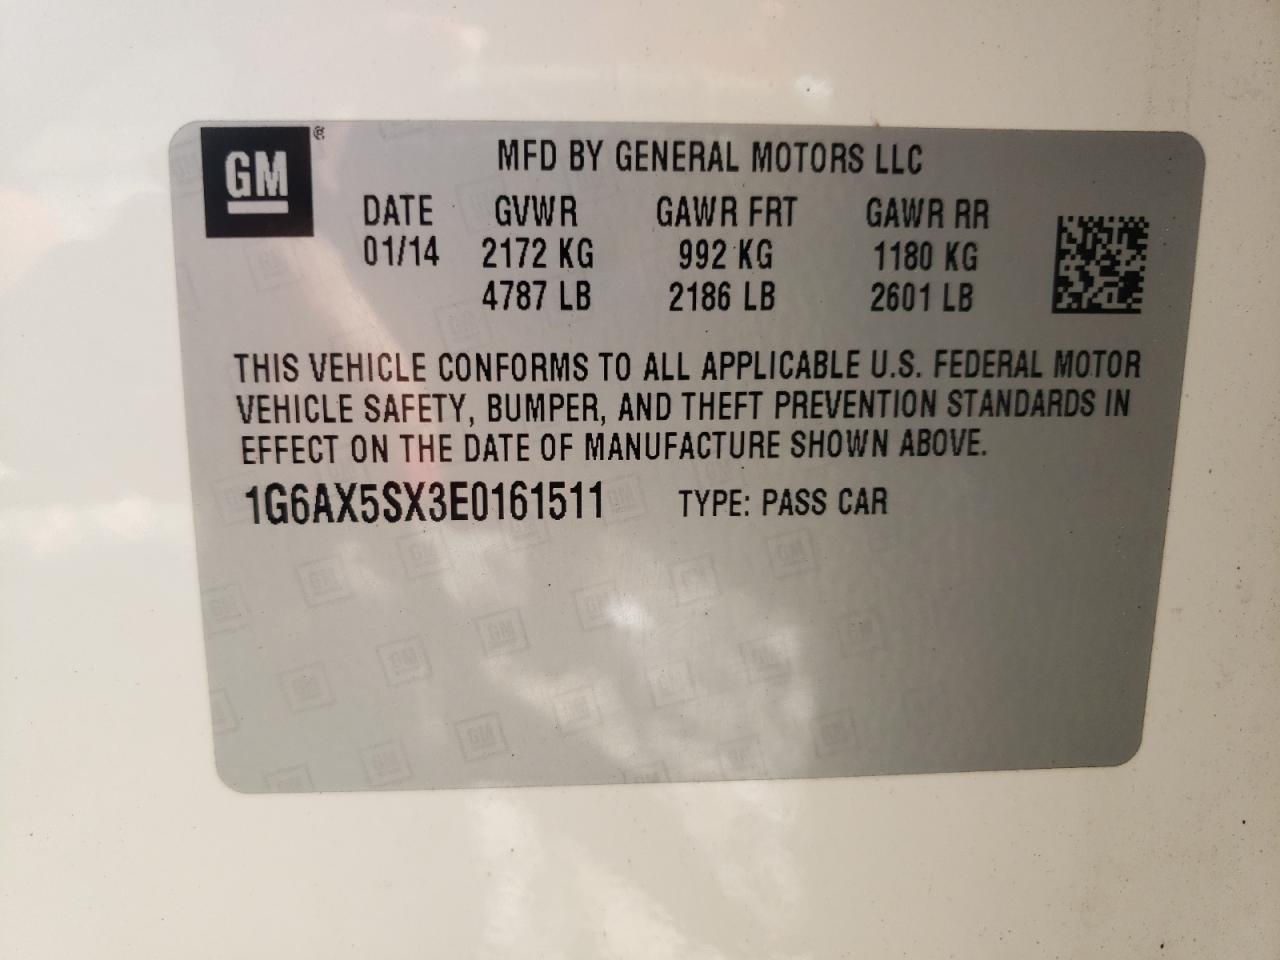 GM ®
MFD BY GENERAL MOTORS LLC
DATE GVWR GAWR FRT GAWR RR
01/14 2172 KG 992 KG 1180 KG
4787 LB 2186 LB 2601 LB
THIS VEHICLE CONFORMS TO ALL APPLICABLE U.S. FEDERAL MOTOR
VEHICLE SAFETY, BUMPER, AND THEFT PREVENTION STANDARDS IN
EFFECT ON THE DATE OF MANUFACTURE SHOWN ABOVE.
1G6AX5SX3E0161511 TYPE: PASS CAR